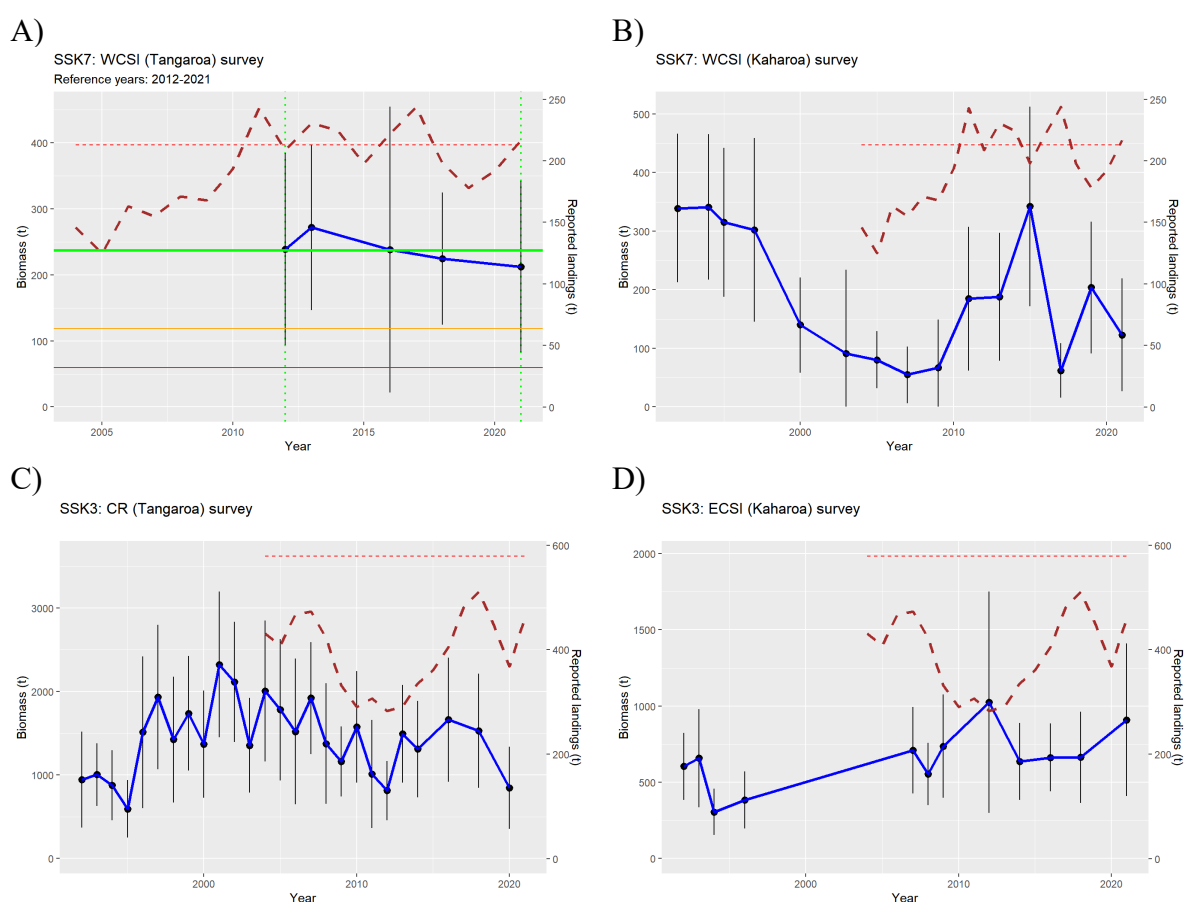 A)
SSK7: WCSI (Tangaroa) survey
Reference years: 2012-2021
Biomass (t)
400
300
200
100
0
250
200
150
100
50
0
Reported landings (t)
2005
2010
2015
2020
Year
B)
SSK7: WCSI (Kaharoa) survey
Biomass (t)
500
400
300
200
100
0
250
200
150
100
50
0
Reported landings (t)
2000
2010
2020
Year
C)
SSK3: CR (Tangaroa) survey
Biomass (t)
3000
2000
1000
0
600
400
200
0
Reported landings (t)
2000
2010
2020
Year
D)
SSK3: ECSI (Kaharoa) survey
Biomass (t)
2000
1500
1000
500
0
600
400
200
0
Reported landings (t)
2000
2010
2020
Year